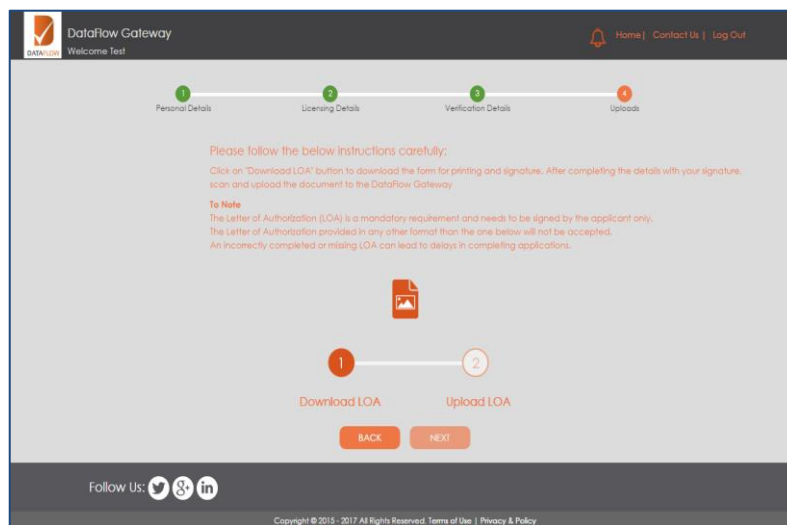 DATAFLOW
DataFlow Gateway
Welcome Test
Home | Contact Us | Log Out
1 2 3 4
Personal Details Licensing Details Verification Details Uploads
Please follow the below instructions carefully:
Click on "Download LOA" button to download the form for printing and signature. After completing the details with your signature,
scan and upload the document to the DataFlow Gateway
To Note
The Letter of Authorization (LOA) is a mandatory requirement and needs to be signed by the applicant only.
The Letter of Authorization provided in any other format than the one below will not be accepted.
An incorrectly completed or missing LOA can lead to delays in completing applications.
1 2
Download LOA Upload LOA
BACK NEXT
Follow Us:
Copyright © 2015 - 2017 All Rights Reserved. Terms of Use | Privacy & Policy